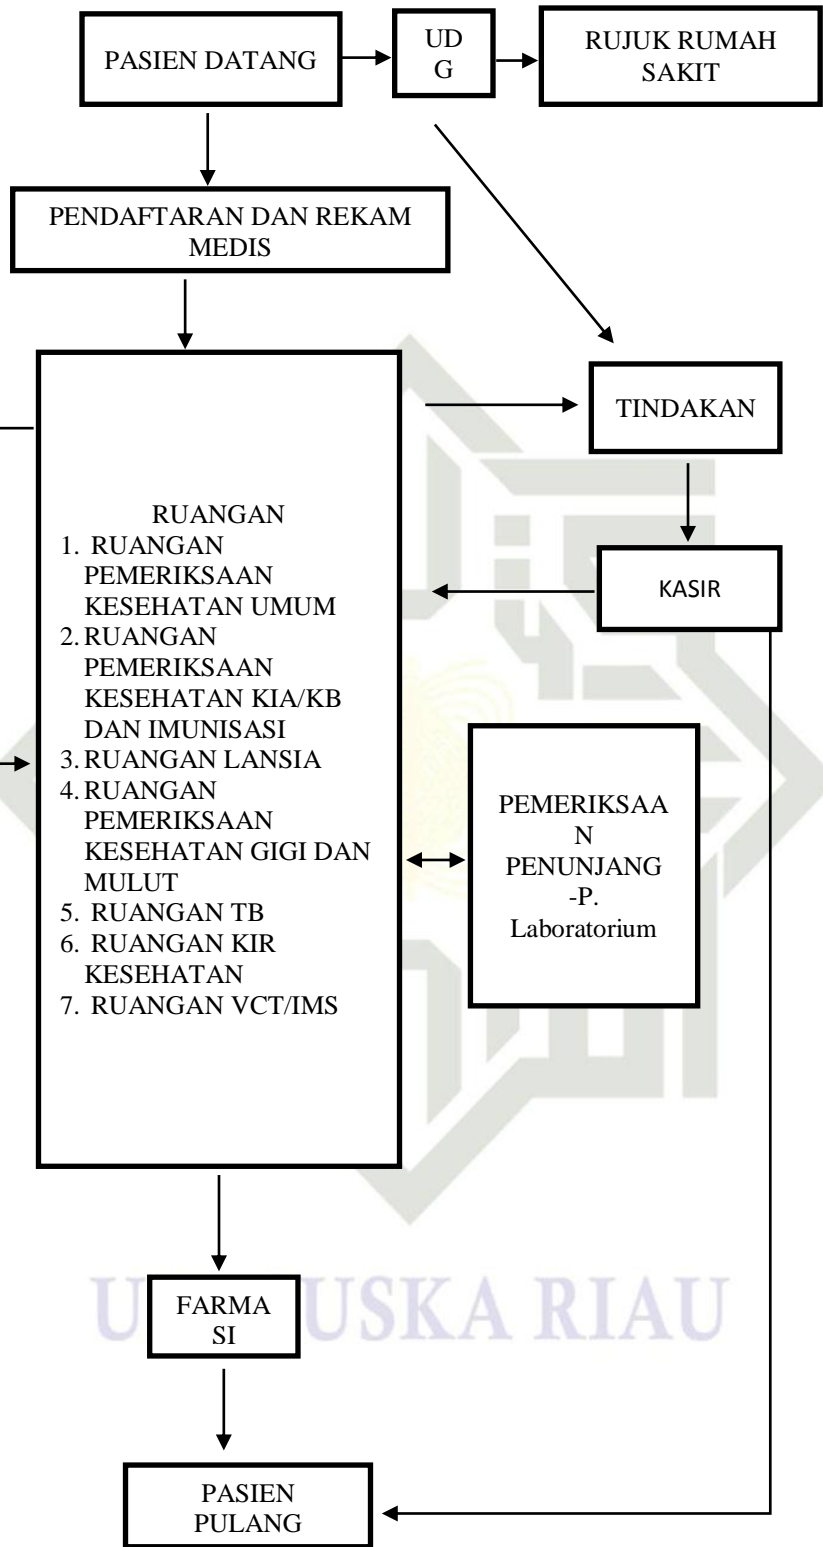 PASIEN DATANG
UD
G
RUJUK RUMAH
SAKIT
PENDAFTARAN DAN REKAM
MEDIS
TINDAKAN
KASIR
RUANGAN
1. RUANGAN
PEMERIKSAAN
KESEHATAN UMUM
2. RUANGAN
PEMERIKSAAN
KESEHATAN KIA/KB
DAN IMUNISASI
3. RUANGAN LANSIA
4. RUANGAN
PEMERIKSAAN
KESEHATAN GIGI DAN
MULUT
5. RUANGAN TB
6. RUANGAN KIR
KESEHATAN
7. RUANGAN VCT/IMS
PEMERIKSAA
N
PENUNJANG
-P.
Laboratorium
FARMA
SI
U USKA RIAU
PASIEN
PULANG